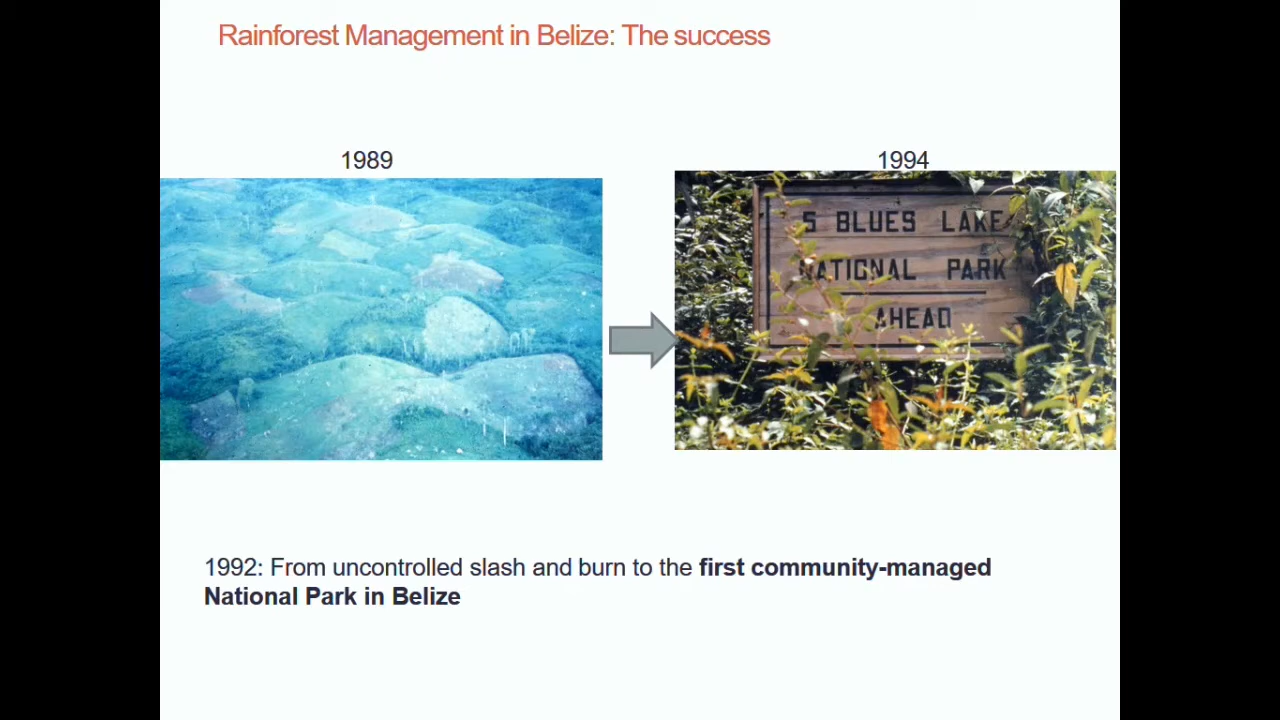 Rainforest Management in Belize: The success
1989
1994
5 BLUES LAKE
NATIONAL PARK
AHEAD
1992: From uncontrolled slash and burn to the first community-managed
National Park in Belize